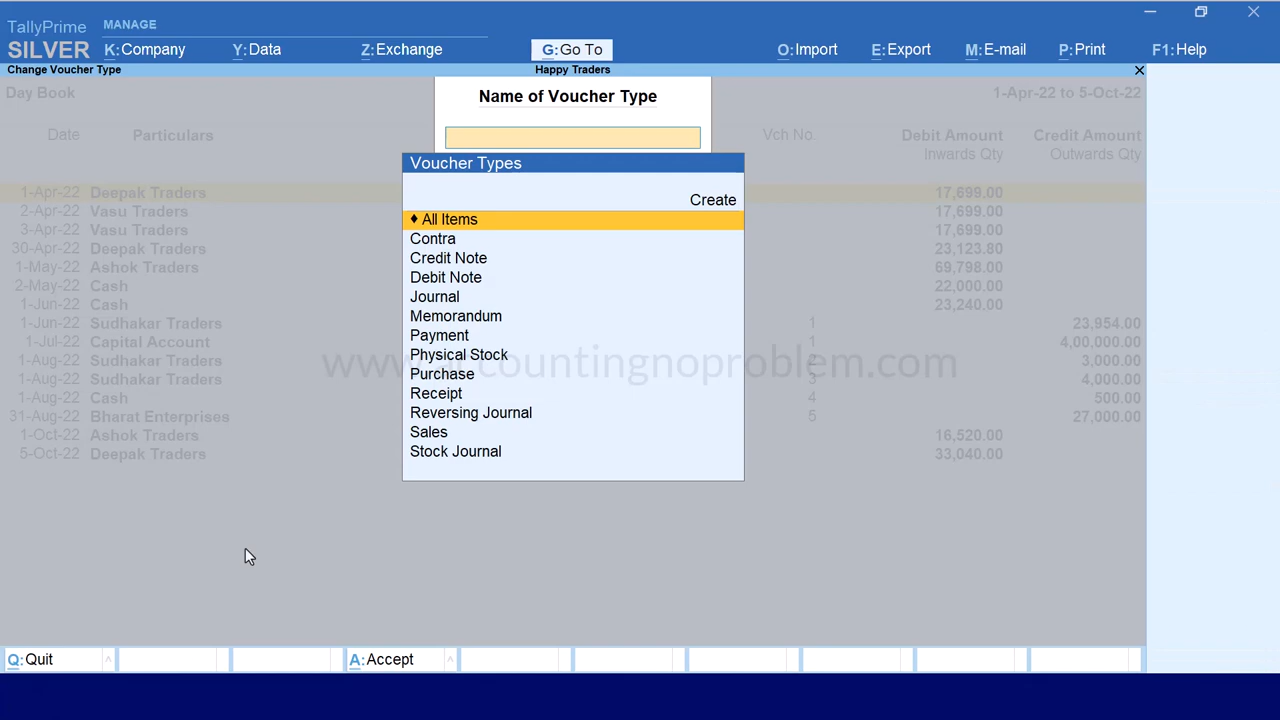 TallyPrime MANAGE
SILVER K:Company Y:Data Z:Exchange G:Go To O:Import E:Export M:E-mail P:Print F1:Help
Change Voucher Type Happy Traders
Day Book 1-Apr-22 to 5-Oct-22
Name of Voucher Type
Date Particulars Vch No. Debit Amount Credit Amount
Inwards Qty Outwards Qty
Voucher Types
Create
♦ All Items
Contra
Credit Note
Debit Note
Journal
Memorandum
Payment
Physical Stock
Purchase
Receipt
Reversing Journal
Sales
Stock Journal
1-Apr-22 Deepak Traders 17,699.00
2-Apr-22 Vasu Traders 17,699.00
3-Apr-22 Vasu Traders 17,699.00
30-Apr-22 Deepak Traders 23,123.80
1-May-22 Ashok Traders 69,798.00
2-May-22 Cash 22,000.00
1-Jun-22 Cash 23,240.00
1-Jun-22 Sudhakar Traders 1 23,954.00
1-Jul-22 Capital Account 1 4,00,000.00
1-Aug-22 Sudhakar Traders 2 3,000.00
1-Aug-22 Sudhakar Traders 3 4,000.00
1-Aug-22 Cash 4 500.00
31-Aug-22 Bharat Enterprises 5 27,000.00
1-Oct-22 Ashok Traders 16,520.00
5-Oct-22 Deepak Traders 33,040.00
www.accountingnoproblem.com
Q:Quit A:Accept